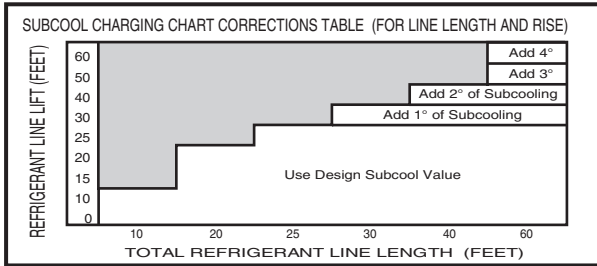 SUBCOOL CHARGING CHART CORRECTIONS TABLE (FOR LINE LENGTH AND RISE)
REFRIGERANT LINE LIFT (FEET)
60
50
40
30
25
20
15
10
0
Add 4°
Add 3°
Add 2° of Subcooling
Add 1° of Subcooling
Use Design Subcool Value
10 20 25 30 40 60
TOTAL REFRIGERANT LINE LENGTH (FEET)